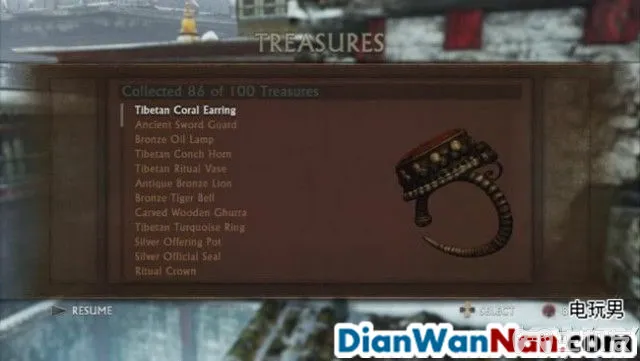 TREASURES
Collected 86 of 100 Treasures
Tibetan Coral Earring
Ancient Sword Gourd
Bronze Oil Lamp
Tibetan Conch Horn
Tibetan Ritual Vase
Antique Bronze Lion
Bronze Tiger Bell
Carved Wooden Ghurra
Tibetan Turquoise Ring
Silver Offering Pot
Silver Official Seal
Ritual Crown
RESUME
SELECT
电玩男
DianWanNan.com